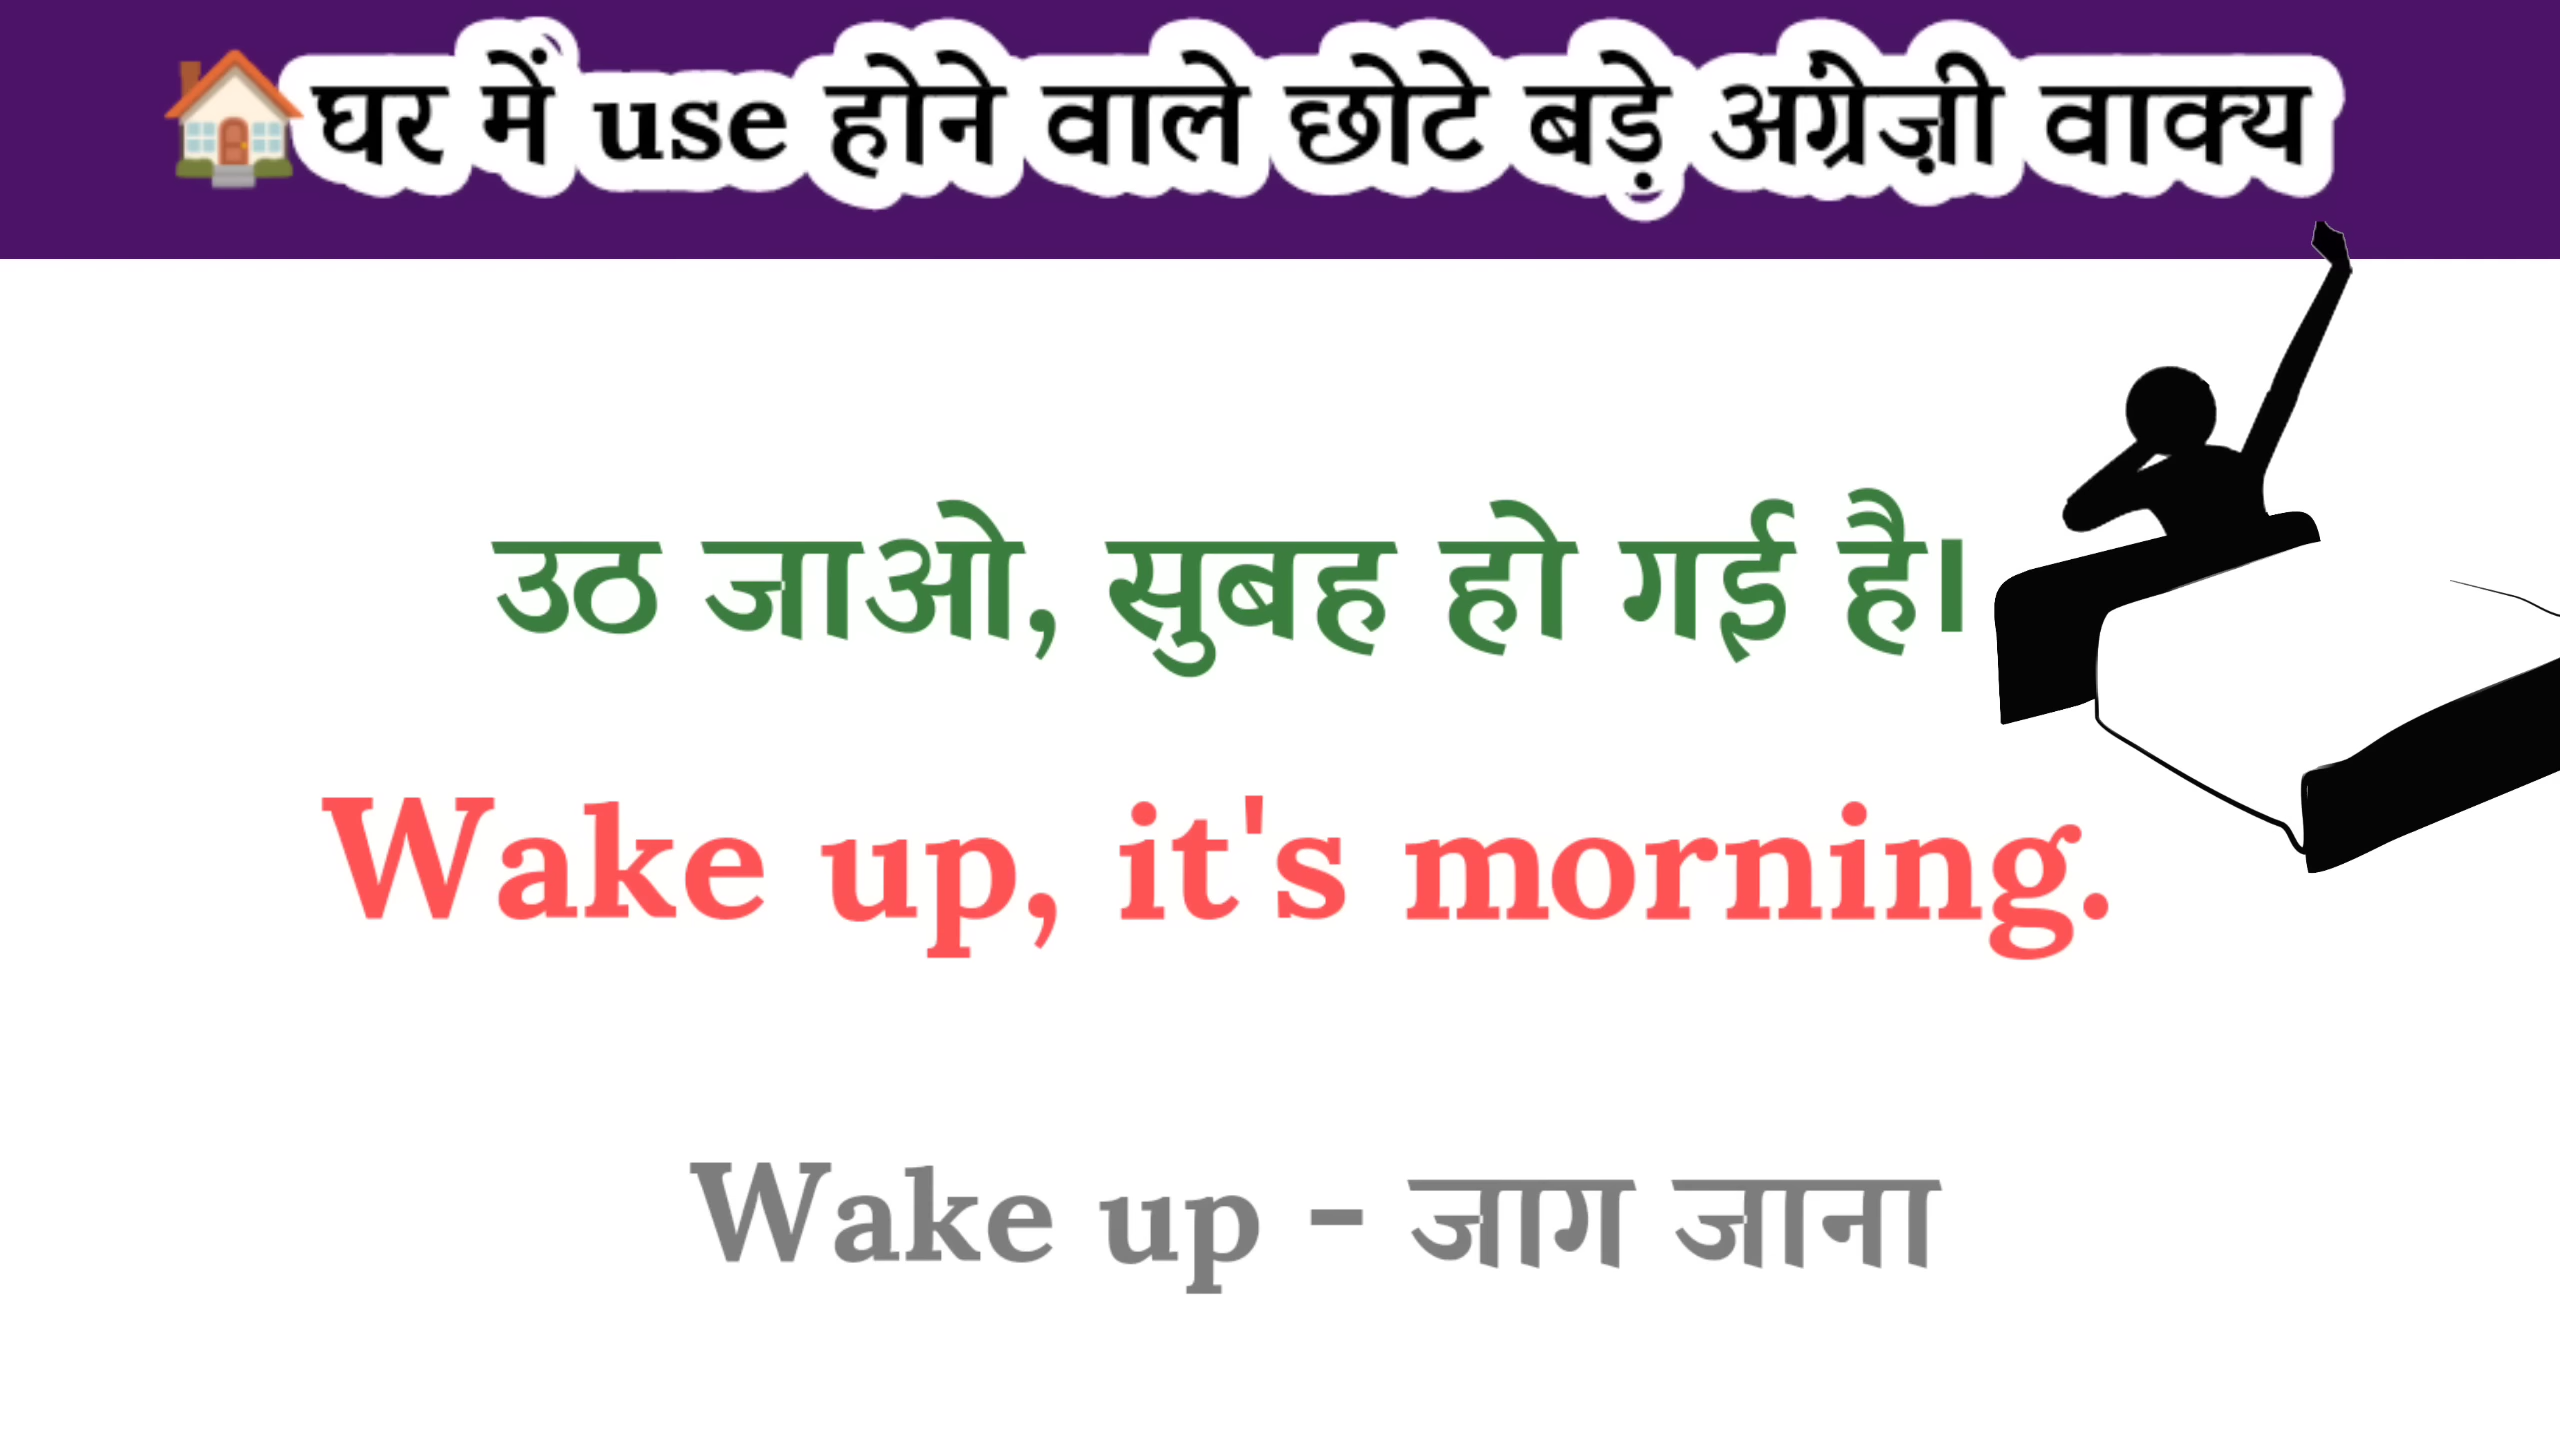 घर में use होने वाले छोटे बड़े अंग्रेज़ी वाक्य
उठ जाओ, सुबह हो गई है।
Wake up, it's morning.
Wake up - जाग जाना